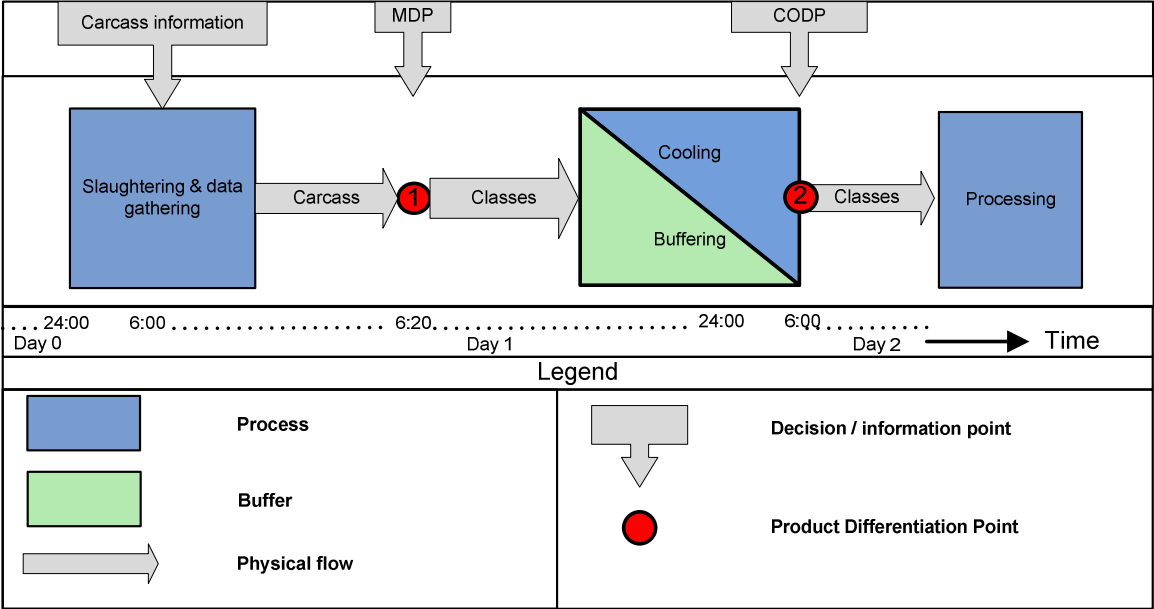 Carcass information
MDP
CODP
Slaughtering & data
gathering
Carcass
1
Classes
Cooling
Buffering
2
Classes
Processing
24:00
6:00
6:20
24:00
6:00
Day 0
Day 1
Day 2
Time
Legend
Process
Buffer
Physical flow
Decision / information point
Product Differentiation Point